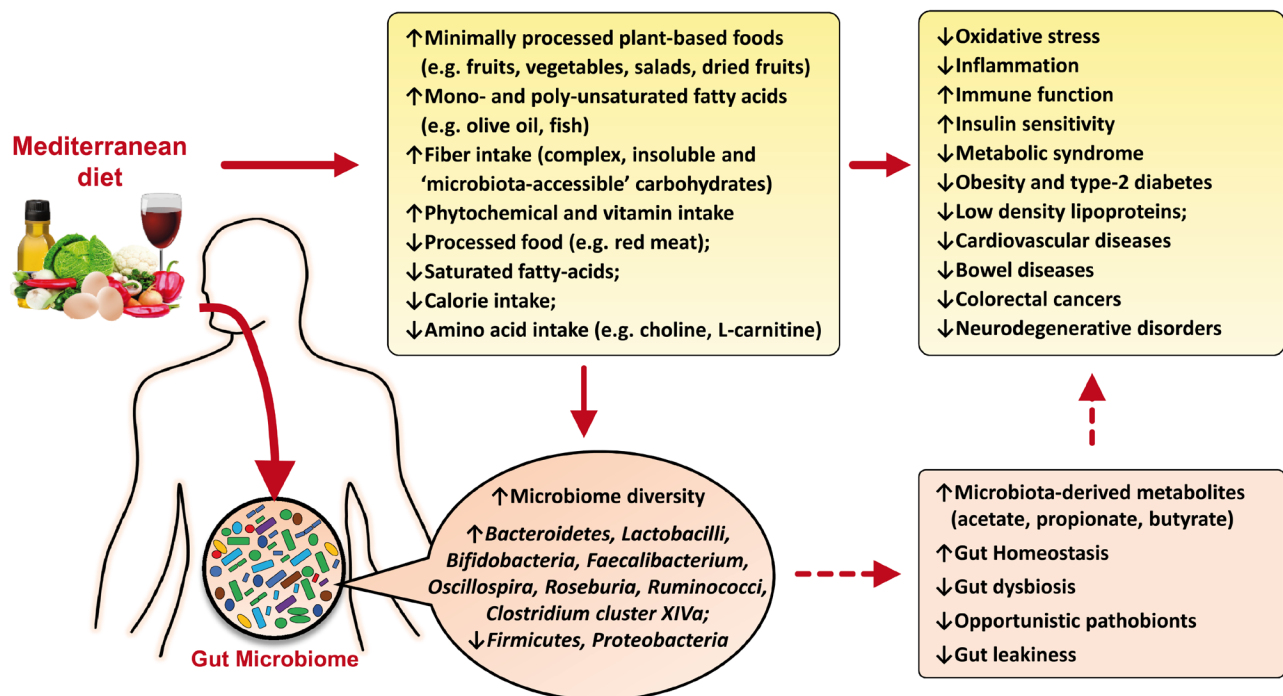 Mediterranean
diet
↑Minimally processed plant-based foods
(e.g. fruits, vegetables, salads, dried fruits)
↑Mono- and poly-unsaturated fatty acids
(e.g. olive oil, fish)
↑Fiber intake (complex, insoluble and
‘microbiota-accessible’ carbohydrates)
↑Phytochemical and vitamin intake
↓Processed food (e.g. red meat);
↓Saturated fatty-acids;
↓Calorie intake;
↓Amino acid intake (e.g. choline, L-carnitine)
↓Oxidative stress
↓Inflammation
↑Immune function
↑Insulin sensitivity
↓Metabolic syndrome
↓Obesity and type-2 diabetes
↓Low density lipoproteins;
↓Cardiovascular diseases
↓Bowel diseases
↓Colorectal cancers
↓Neurodegenerative disorders
Gut Microbiome
↑Microbiome diversity
↑Bacteroidetes, Lactobacilli,
Bifidobacteria, Faecalibacterium,
Oscillospira, Roseburia, Ruminococci,
Clostridium cluster XIVa;
↓Firmicutes, Proteobacteria
↑Microbiota-derived metabolites
(acetate, propionate, butyrate)
↑Gut Homeostasis
↓Gut dysbiosis
↓Opportunistic pathobionts
↓Gut leakiness